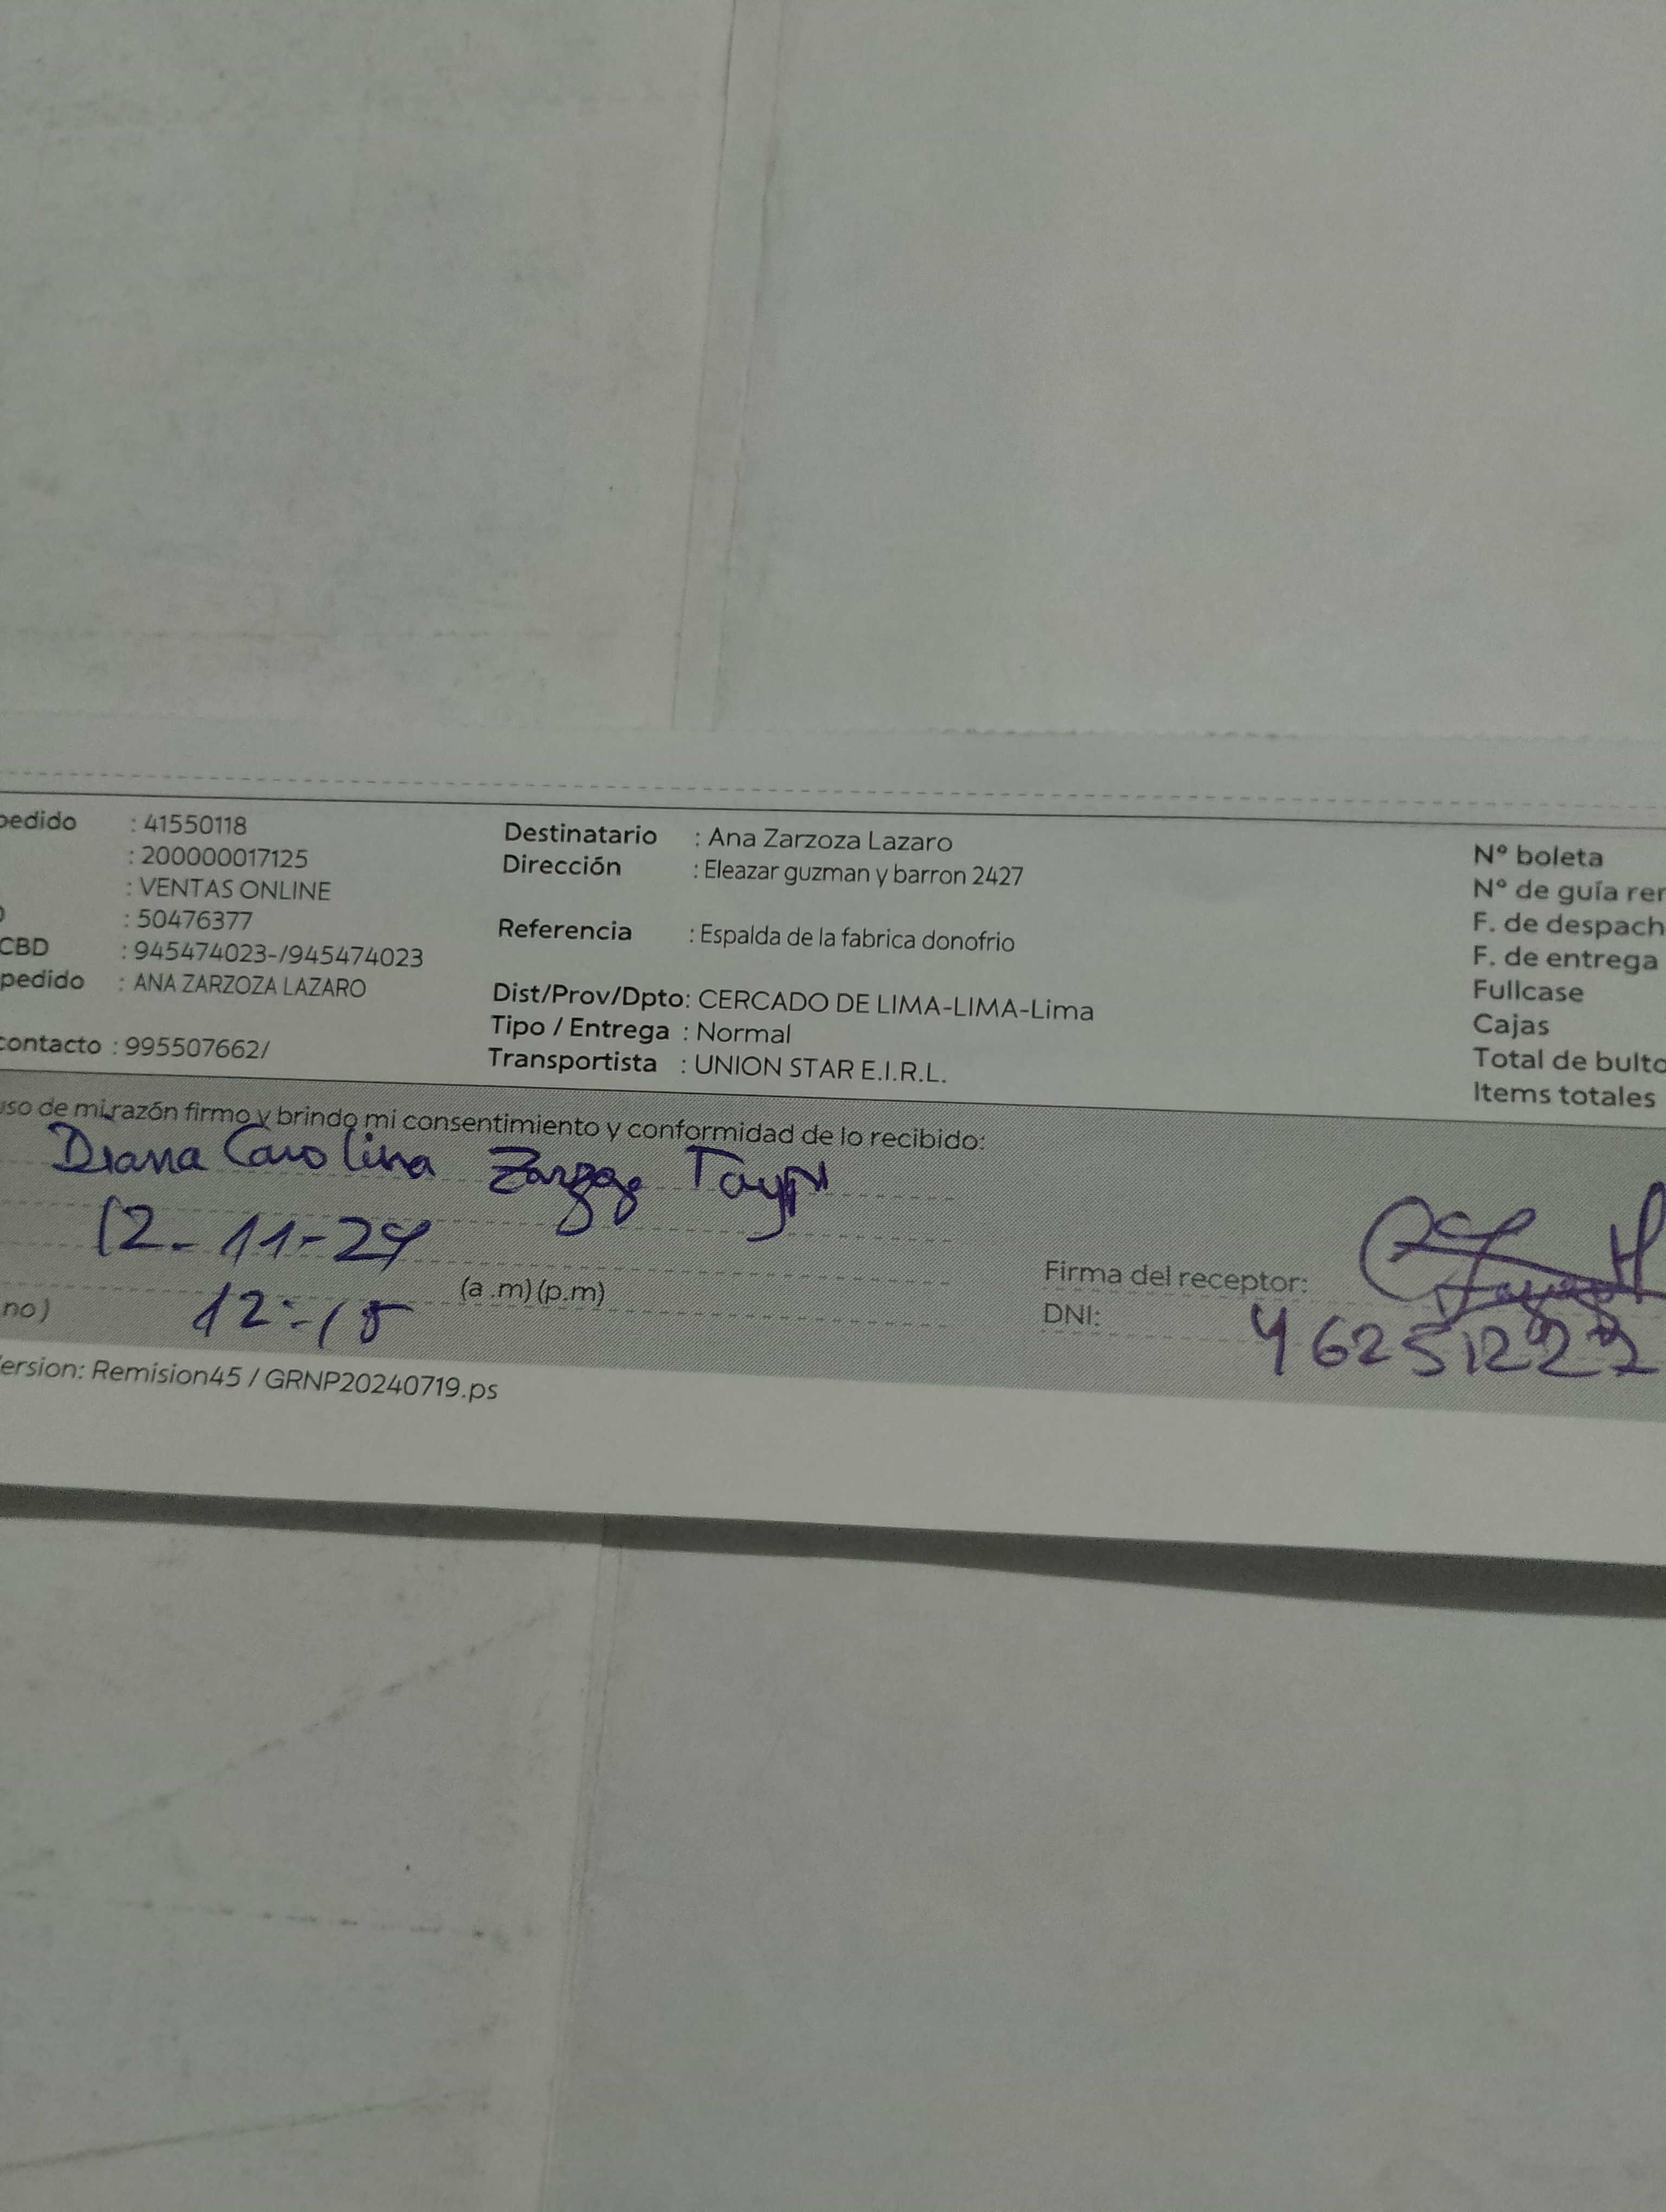 pedido : 41550118
: 200000017125
: VENTAS ONLINE
: 50476377
CBD : 945474023-/945474023
pedido : ANA ZARZOZA LAZARO
contacto : 995507662/
Destinatario : Ana Zarzoza Lazaro
Dirección : Eleazar guzman y barron 2427
Referencia : Espalda de la fabrica donofrio
Dist/Prov/Dpto: CERCADO DE LIMA-LIMA-Lima
Tipo / Entrega : Normal
Transportista : UNION STAR E.I.R.L.
N° boleta
N° de guía rem
F. de despach
F. de entrega
Fullcase
Cajas
Total de bulto
Items totales
uso de mi razón firmo y brindo mi consentimiento y conformidad de lo recibido:
Diana Carolina Zarzoza
12-11-24
no) 12:15 (a.m)(p.m)
Firma del receptor:
DNI: 46251222
ersion: Remision45 / GRNP20240719.ps